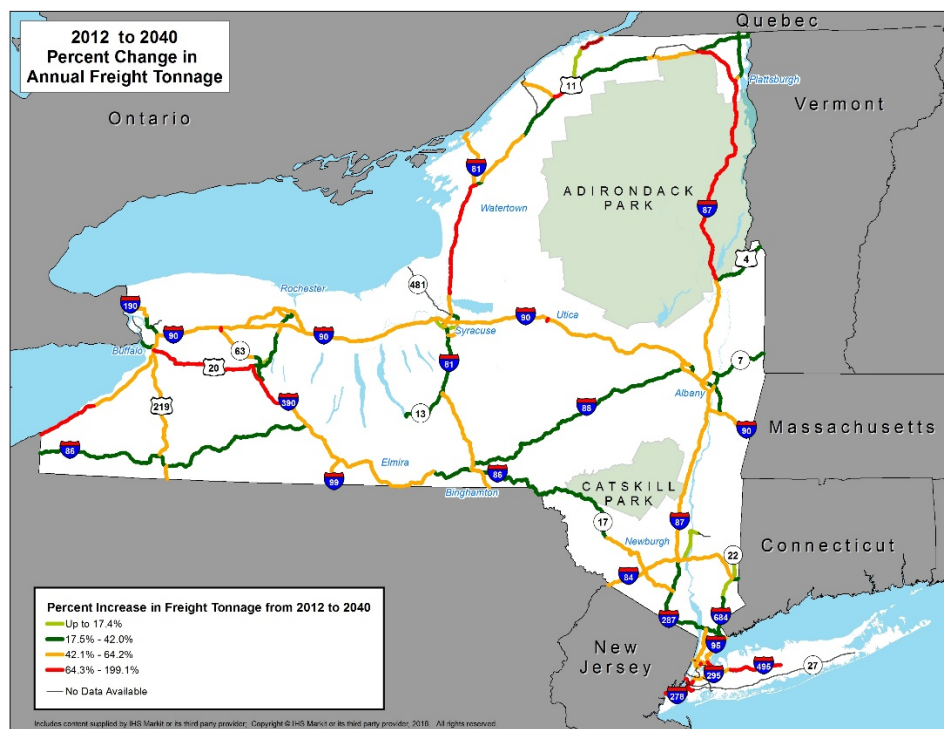 2012 to 2040
Percent Change in
Annual Freight Tonnage
Quebec
Ontario
Vermont
Plattsburgh
11
81
Watertown
ADIRONDACK
PARK
87
4
481
190
Rochester
90
90
Syracuse
90
Utica
Buffalo
63
20
81
7
219
390
13
88
Albany
90
Massachusetts
86
Elmira
99
86
Binghamton
CATSKILL
PARK
17
87
Newburgh
22
Connecticut
84
287
684
95
New
Jersey
295
495
27
278
Percent Increase in Freight Tonnage from 2012 to 2040
Up to 17.4%
17.5% - 42.0%
42.1% - 64.2%
64.3% - 199.1%
No Data Available
Includes content supplied by IHS Markit or its third party provider; Copyright © IHS Markit or its third party provider, 2016. All rights reserved.